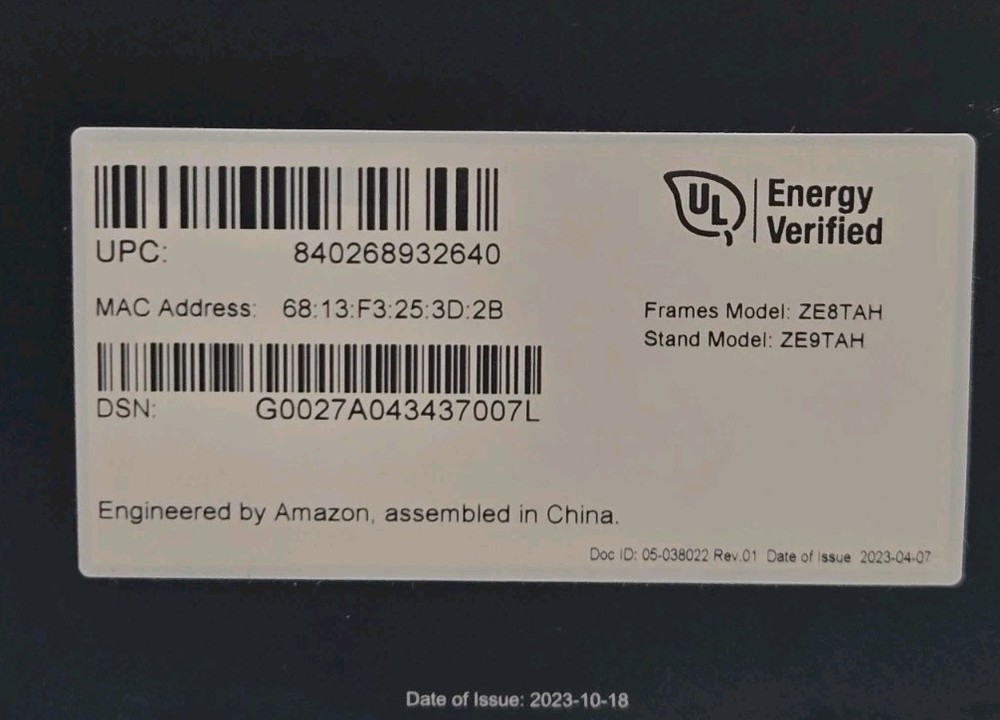 UPC: 840268932640
MAC Address: 68:13:F3:25:3D:2B
DSN: G0027A043437007L
UL Energy
Verified
Frames Model: ZE8TAH
Stand Model: ZE9TAH
Engineered by Amazon, assembled in China.
Doc ID: 05-038022 Rev.01 Date of Issue 2023-04-07
Date of Issue: 2023-10-18